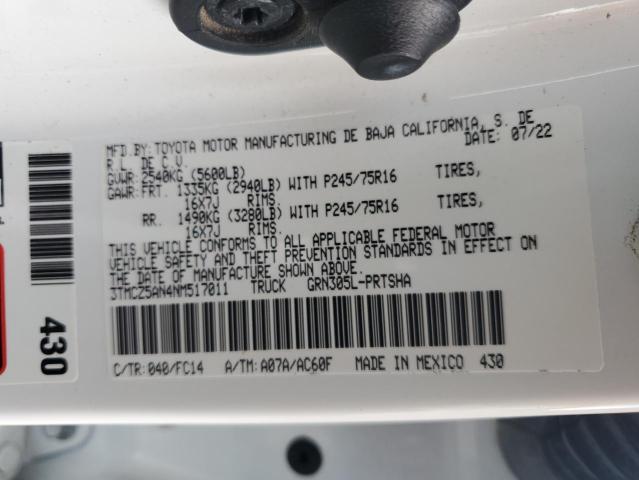 MFD BY: TOYOTA MOTOR MANUFACTURING DE BAJA CALIFORNIA, S. DE
R L. DE C.V. DATE: 07/22
GVWR: 2540KG (5600LB)
GAWR: FRT. 1335KG (2940LB) WITH P245/75R16 TIRES,
16X7J RIMS.
RR. 1490KG (3280LB) WITH P245/75R16 TIRES,
16X7J RIMS.
THIS VEHICLE CONFORMS TO ALL APPLICABLE FEDERAL MOTOR
VEHICLE SAFETY AND THEFT PREVENTION STANDARDS IN EFFECT ON
THE DATE OF MANUFACTURE SHOWN ABOVE.
3TMCZ5AN4NM517011 TRUCK GRN305L-PRTSHA
C/TR: 040/FC14 A/TM: A07A/AC60F MADE IN MEXICO 430
430